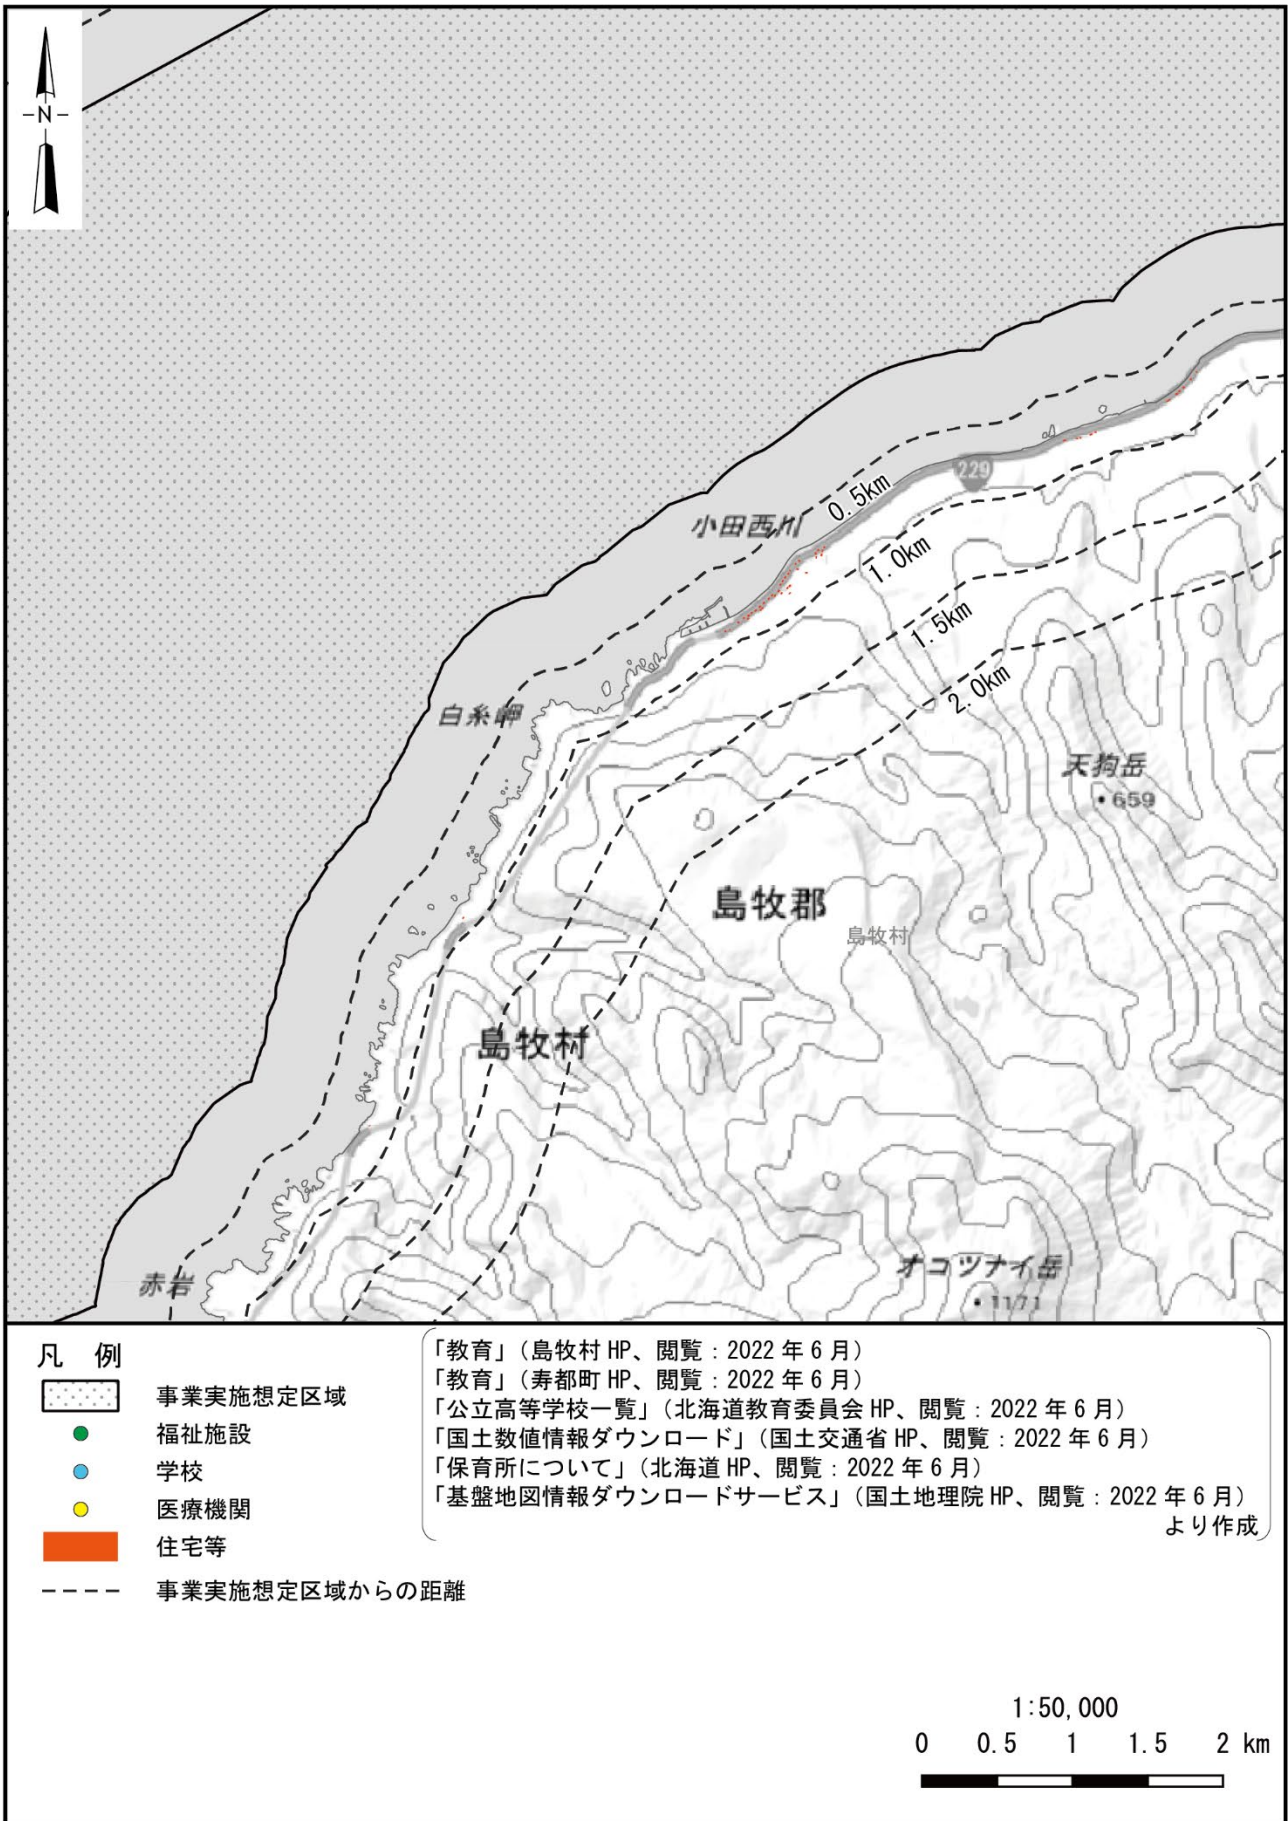 N
229
0.5km
小田西川
1.0km
1.5km
2.0km
白糸岬
天狗岳
659
島牧郡
島牧村
島牧村
オコツナイ岳
1171
赤岩
凡 例
事業実施想定区域
福祉施設
学校
医療機関
住宅等
事業実施想定区域からの距離
「教育」（島牧村 HP、閲覧：2022 年 6 月）
「教育」（寿都町 HP、閲覧：2022 年 6 月）
「公立高等学校一覧」（北海道教育委員会 HP、閲覧：2022 年 6 月）
「国土数値情報ダウンロード」（国土交通省 HP、閲覧：2022 年 6 月）
「保育所について」（北海道 HP、閲覧：2022 年 6 月）
「基盤地図情報ダウンロードサービス」（国土地理院 HP、閲覧：2022 年 6 月）
より作成
1:50,000
0 0.5 1 1.5 2 km